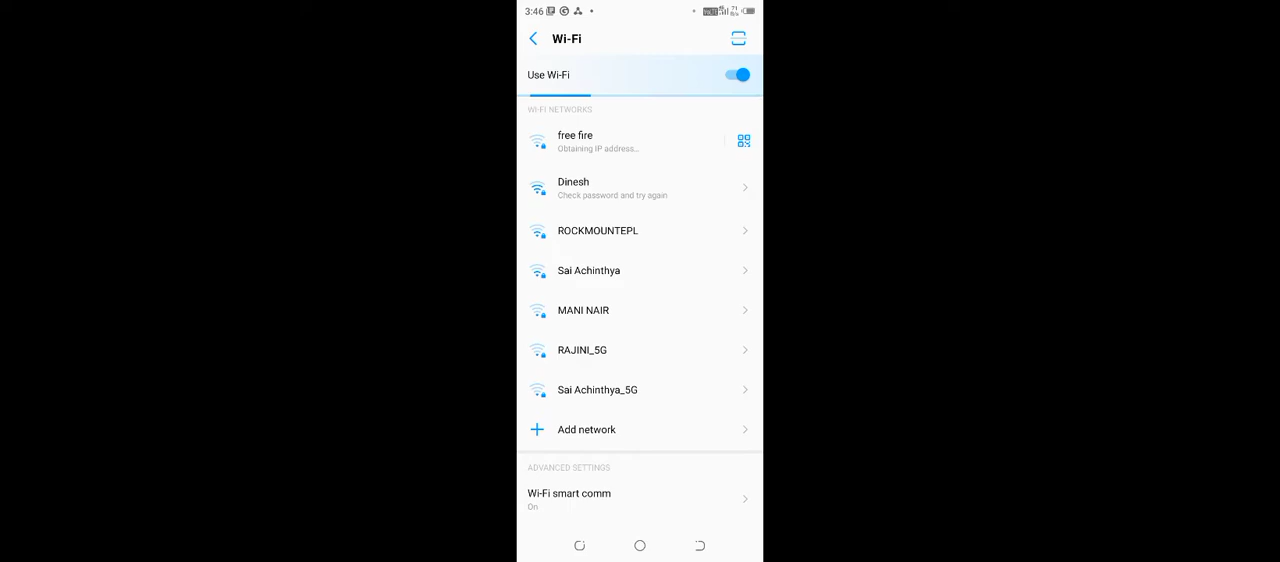 3:46
Wi-Fi
Use Wi-Fi
WI-FI NETWORKS
free fire
Obtaining IP address...
Dinesh
Check password and try again
ROCKMOUNTEPL
Sai Achinthya
MANI NAIR
RAJINI_5G
Sai Achinthya_5G
Add network
ADVANCED SETTINGS
Wi-Fi smart comm
On